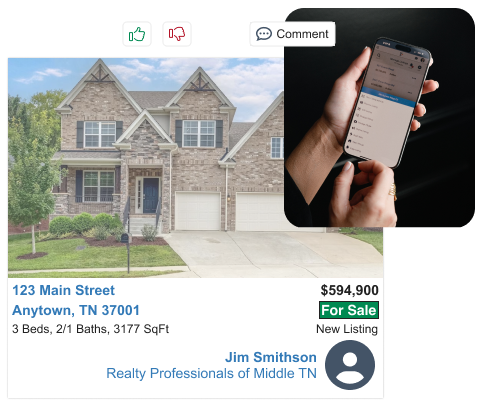 Comment
123 Main Street
$594,900
Anytown, TN 37001
For Sale
3 Beds, 2/1 Baths, 3177 SqFt
New Listing
Jim Smithson
Realty Professionals of Middle TN